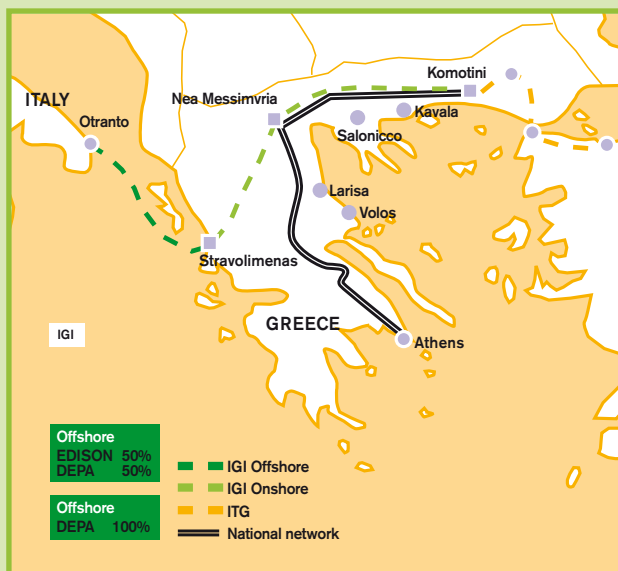 Komotini
ITALY
Nea Messimvria
Otranto
Kavala
Salonicco
Larisa
Volos
Stravolimenas
GREECE
IGI
Athens
Offshore
EDISON 50%
DEPA 50%
Offshore
DEPA 100%
IGI Offshore
IGI Onshore
ITG
National network